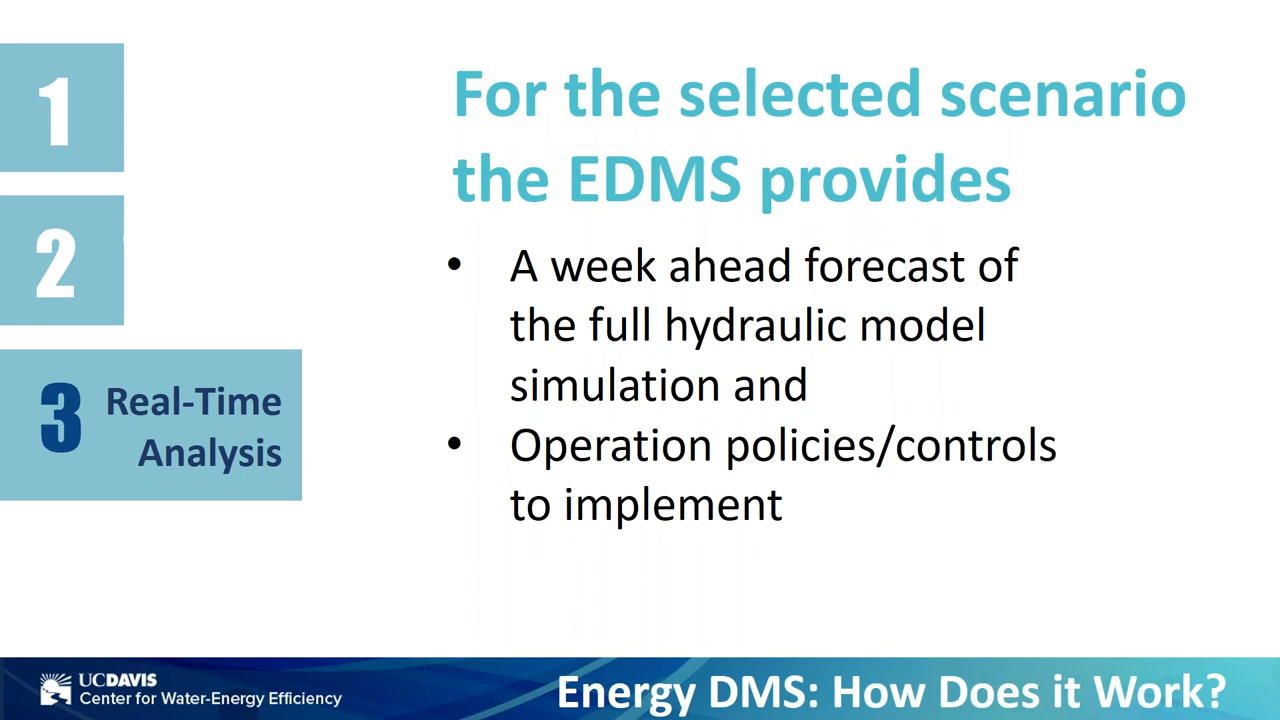 1
2
3
Real-Time
Analysis
For the selected scenario
the EDMS provides
• A week ahead forecast of
the full hydraulic model
simulation and
• Operation policies/controls
to implement
UCDAVIS
Center for Water-Energy Efficiency
Energy DMS: How Does it Work?